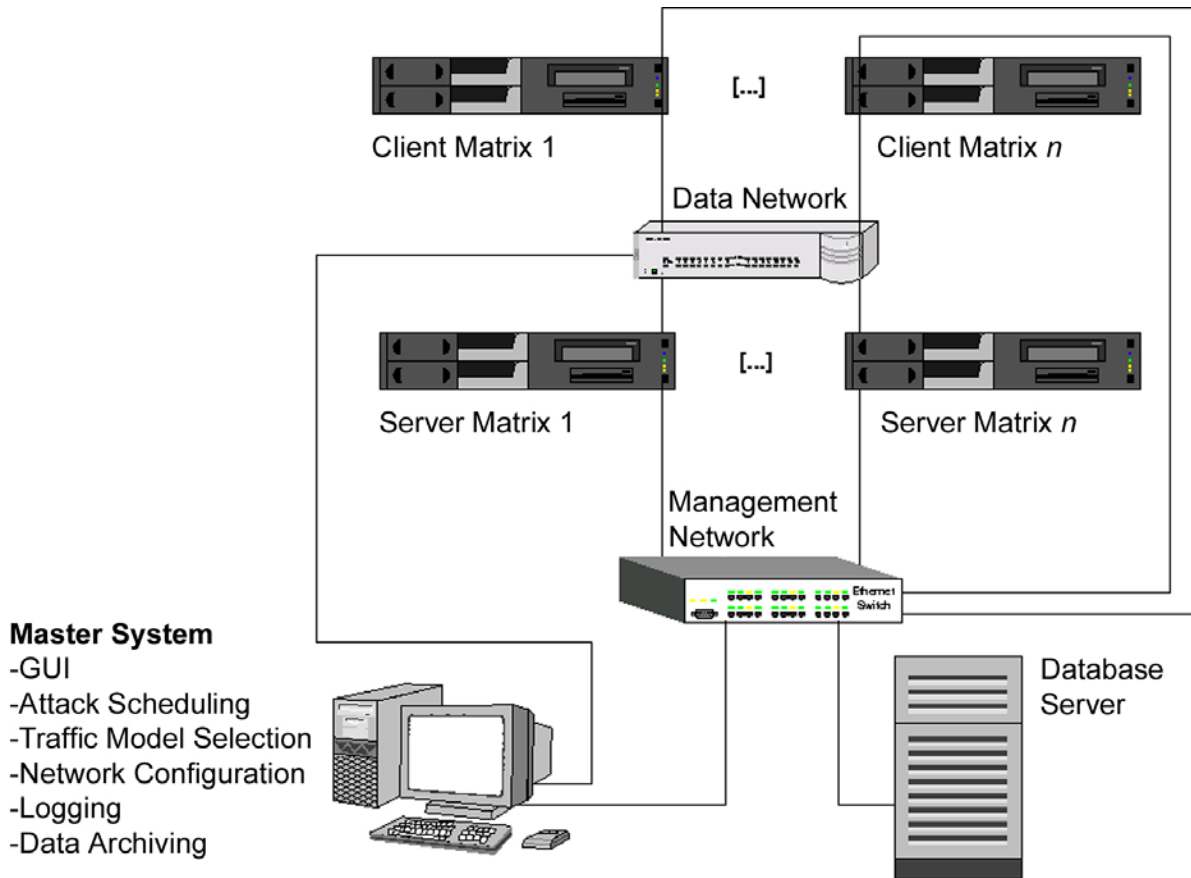 [...]
Client Matrix 1
Client Matrix n
Data Network
[...]
Server Matrix 1
Server Matrix n
Management
Network
Ethernet
Switch
Master System
-GUI
-Attack Scheduling
-Traffic Model Selection
-Network Configuration
-Logging
-Data Archiving
Database
Server